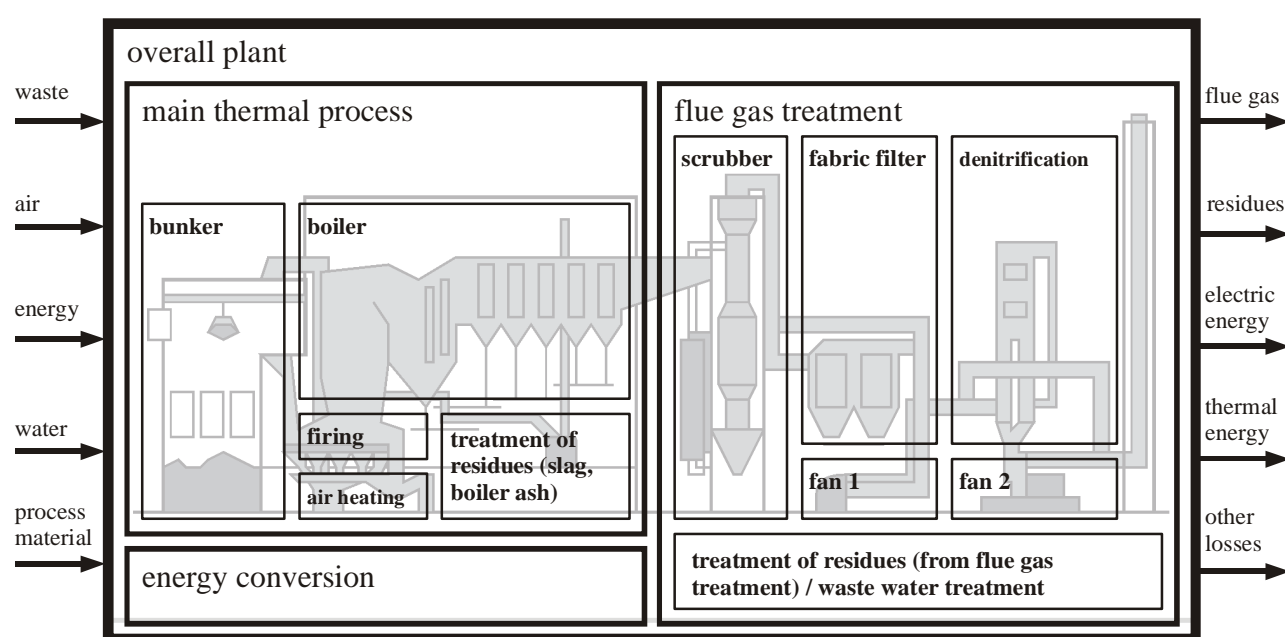 overall plant
waste
air
energy
water
process
material
main thermal process
bunker
boiler
firing
air heating
treatment of
residues (slag,
boiler ash)
energy conversion
flue gas treatment
scrubber
fabric filter
denitrification
fan 1
fan 2
treatment of residues (from flue gas
treatment) / waste water treatment
flue gas
residues
electric
energy
thermal
energy
other
losses